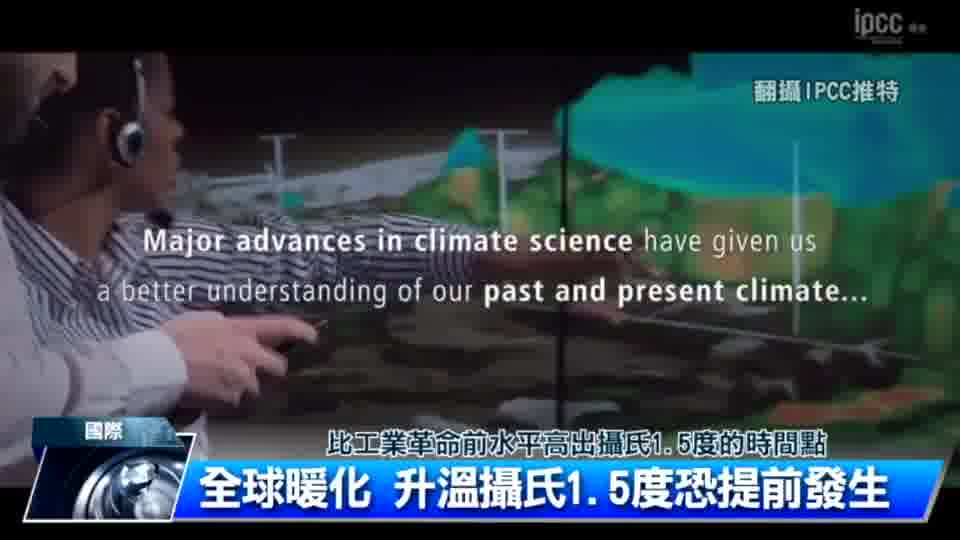 ipcc
翻攝IPCC推特
Major advances in climate science have given us
a better understanding of our past and present climate...
國際
比工業革命前水平高出攝氏1.5度的時間點
全球暖化 升溫攝氏1.5度恐提前發生